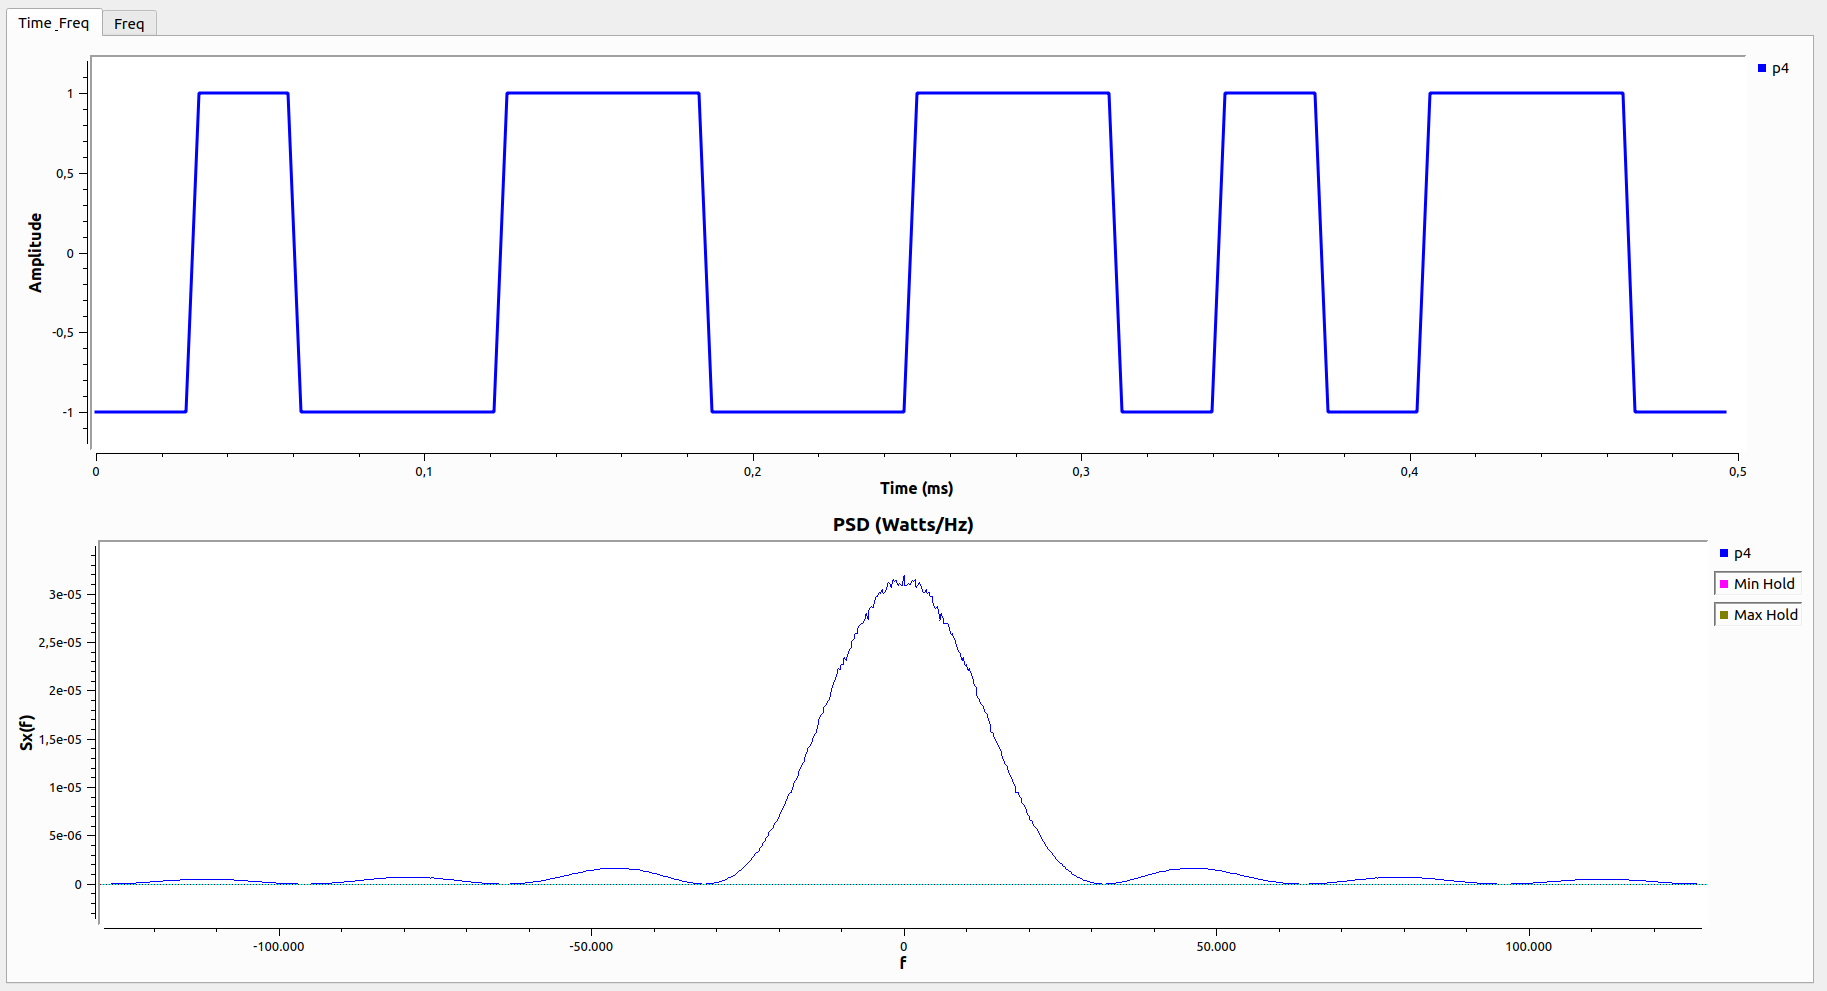 Time_Freq
Freq
p4
1
0,5
0
-0,5
-1
Amplitude
0 0,1 0,2 0,3 0,4 0,5
Time (ms)
PSD (Watts/Hz)
p4
Min Hold
Max Hold
3e-05
2,5e-05
2e-05
1,5e-05
1e-05
5e-06
0
Sx(f)
-100.000 -50.000 0 50.000 100.000
f